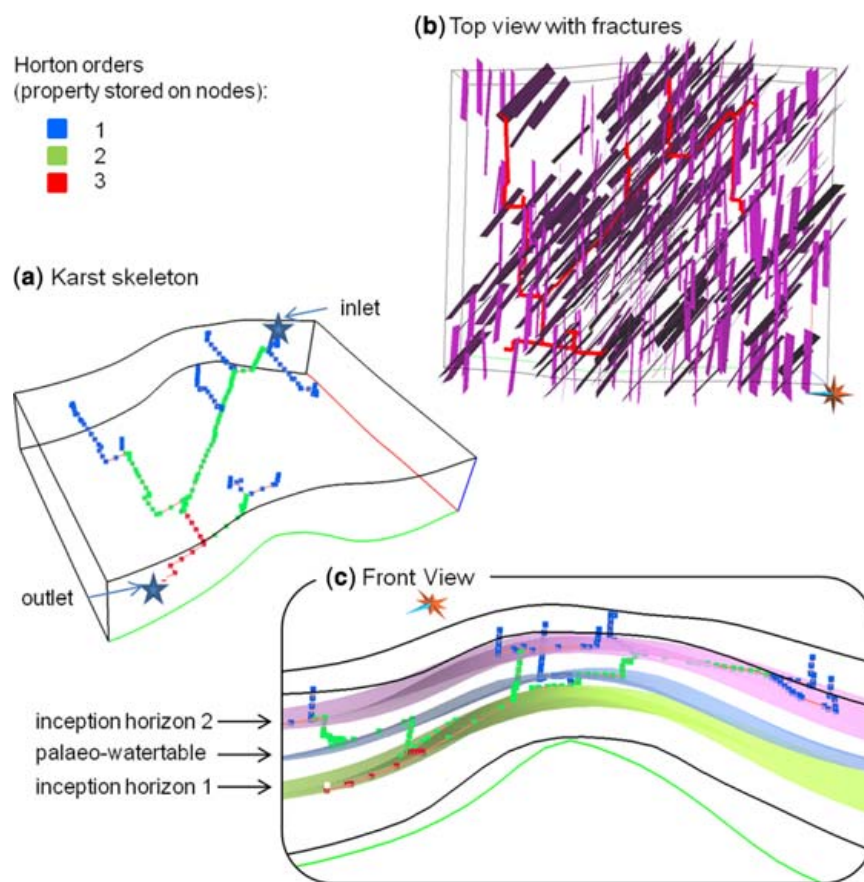 (b) Top view with fractures
Horton orders
(property stored on nodes):
1
2
3
(a) Karst skeleton
inlet
outlet
(c) Front View
inception horizon 2
palaeo-watertable
inception horizon 1